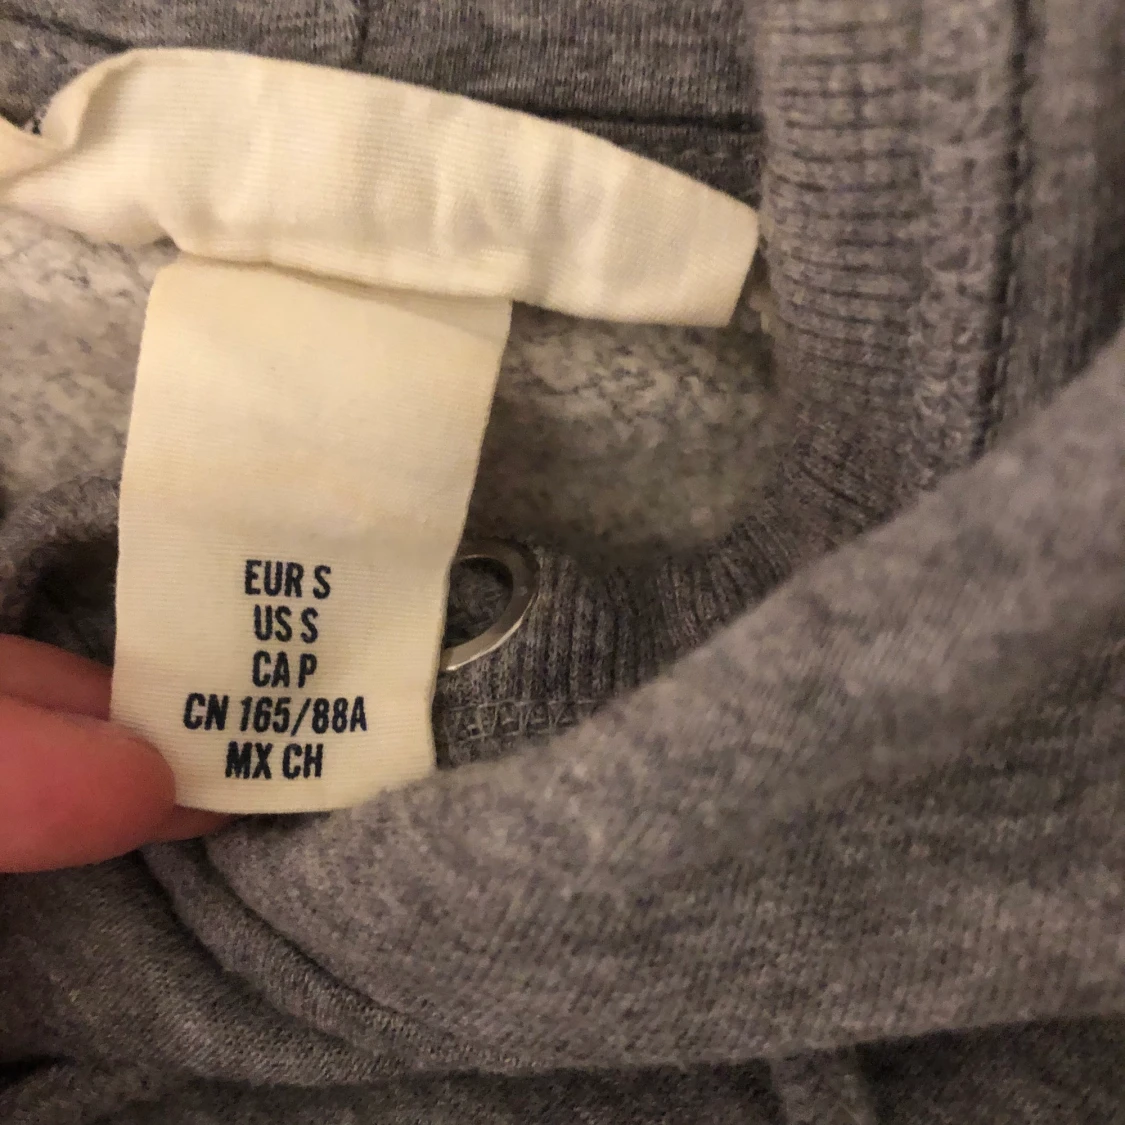 EUR S
US S
CA P
CN 165/88A
MX CH